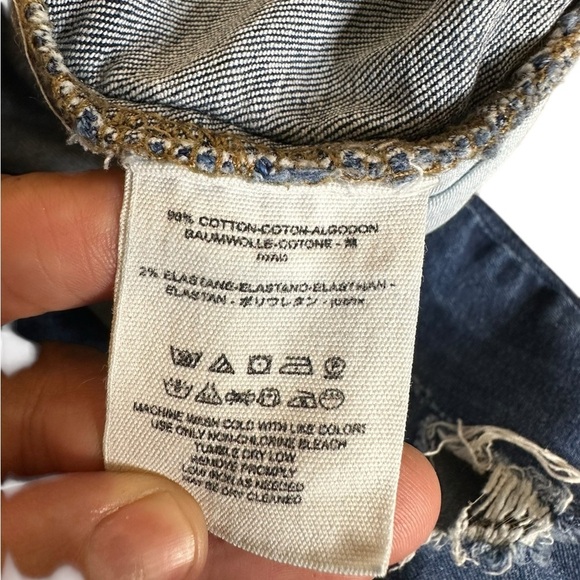 98% COTTON-COTON-ALGODON
BAUMWOLLE-COTONE - 綿
כותנה
2% ELASTANE-ELASTANO-ELASTHAN -
ELASTAN - ポリウレタン -
MACHINE WASH COLD WITH LIKE COLORS
USE ONLY NON-CHLORINE BLEACH
TUMBLE DRY LOW
REMOVE PROMPTLY
LOW IRON AS NEEDED
MAY BE DRY CLEANED